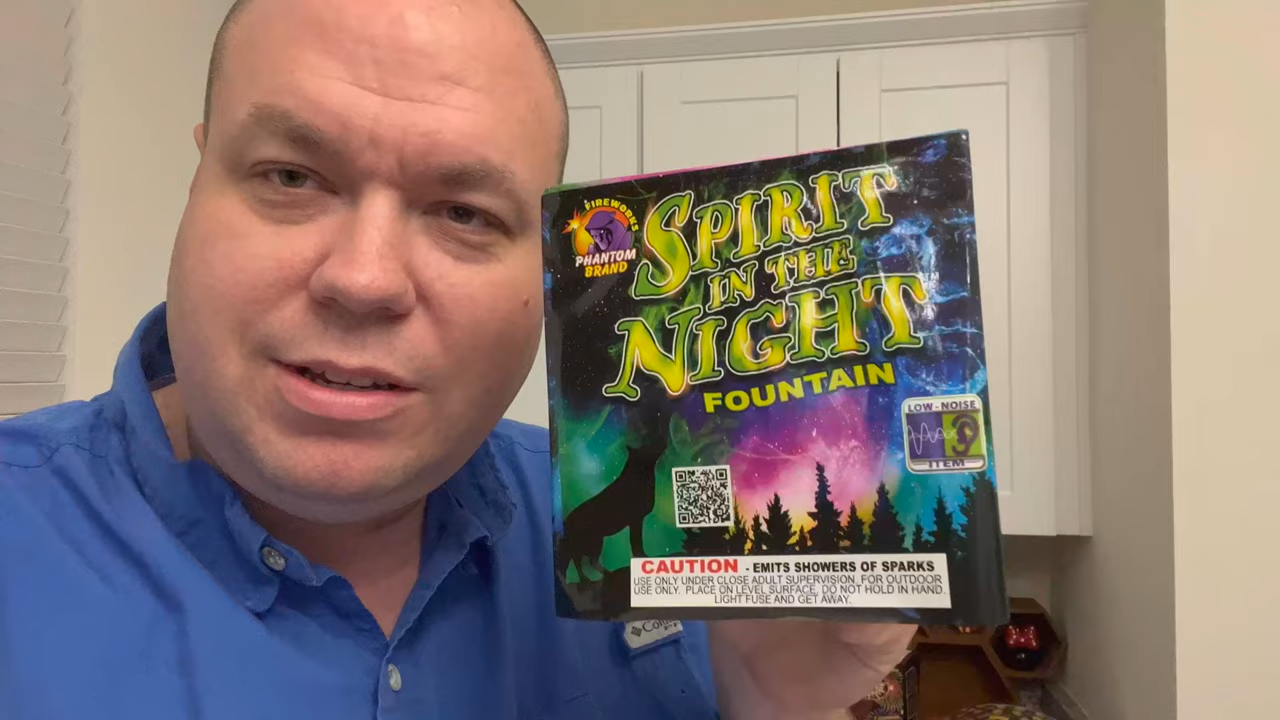 FIREWORKS
PHANTOM
BRAND
SPIRIT
IN THE
NIGHT
TM
FOUNTAIN
LOW-NOISE
ITEM
CAUTION - EMITS SHOWERS OF SPARKS
USE ONLY UNDER CLOSE ADULT SUPERVISION. FOR OUTDOOR
USE ONLY. PLACE ON LEVEL SURFACE. DO NOT HOLD IN HAND.
LIGHT FUSE AND GET AWAY.